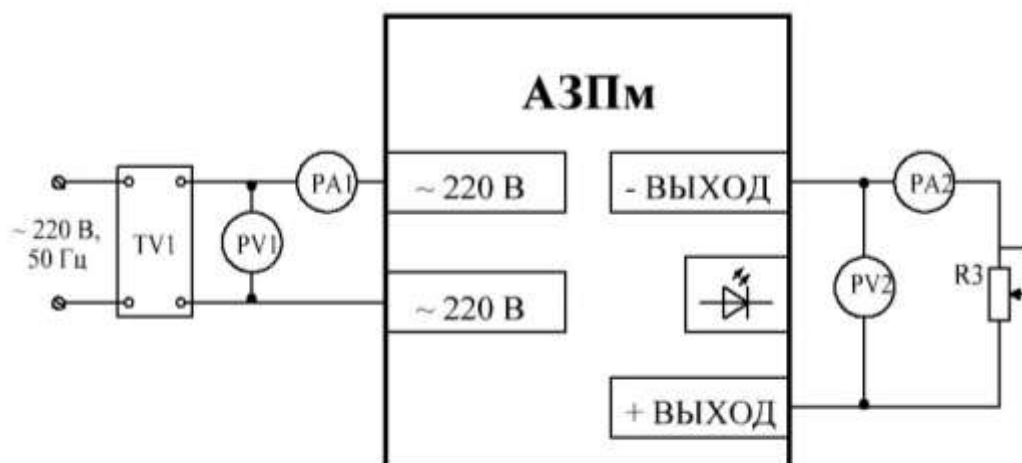 АЗПм
~ 220 В,
50 Гц
TV1
PV1
PA1
~ 220 В
~ 220 В
- ВЫХОД
+ ВЫХОД
PA2
PV2
R3